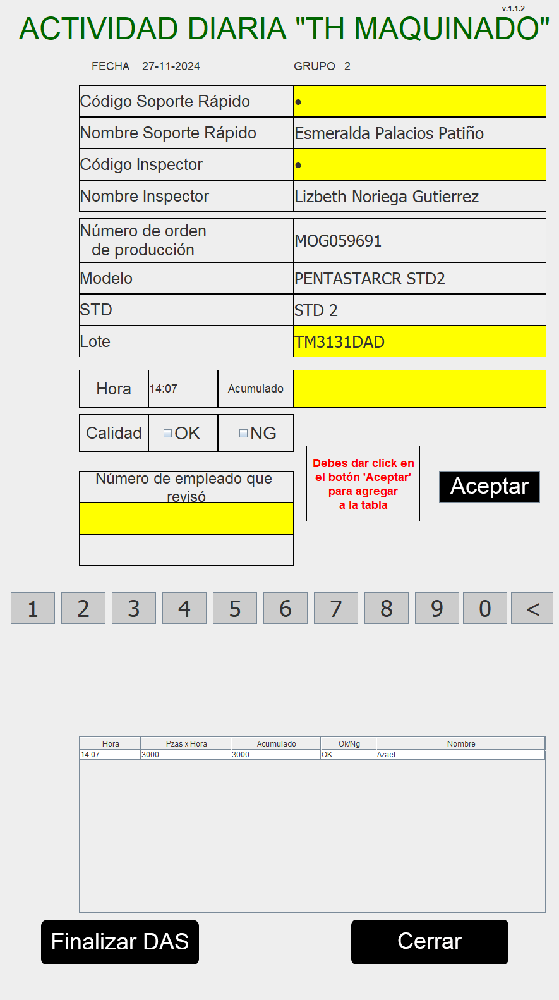 v.1.1.2
ACTIVIDAD DIARIA "TH MAQUINADO"
FECHA 27-11-2024 GRUPO 2
Código Soporte Rápido ●
Nombre Soporte Rápido Esmeralda Palacios Patiño
Código Inspector ●
Nombre Inspector Lizbeth Noriega Gutierrez
Número de orden
de producción MOG059691
Modelo PENTASTARCR STD2
STD STD 2
Lote TM3131DAD
Hora 14:07 Acumulado
Calidad OK NG
Número de empleado que
revisó
Debes dar click en
el botón 'Aceptar'
para agregar
a la tabla
Aceptar
1 2 3 4 5 6 7 8 9 0 <
Hora Pzas x Hora Acumulado Ok/Ng Nombre
14:07 3000 3000 OK Azael
Finalizar DAS Cerrar